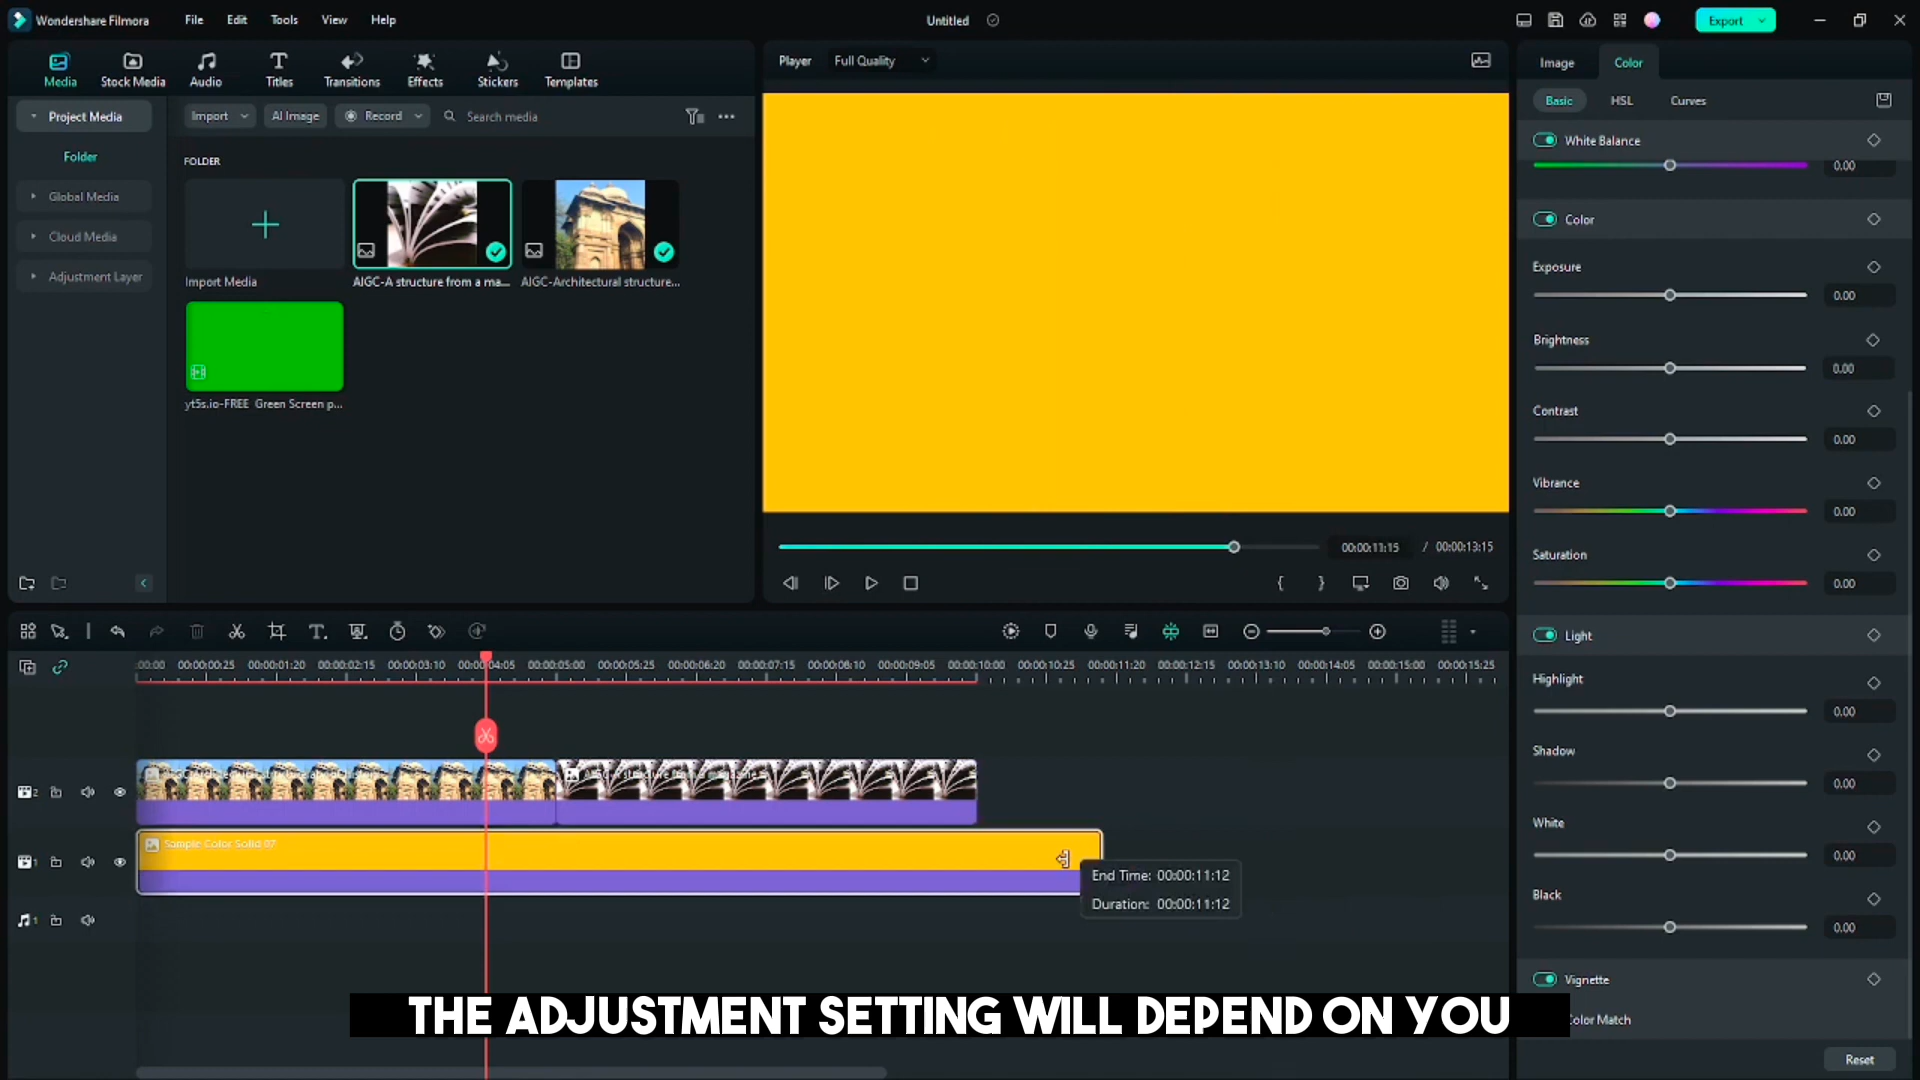 Wondershare Filmora
File
Edit
Tools
View
Help
Untitled
Export
Media
Stock Media
Audio
Titles
Transitions
Effects
Stickers
Templates
Player
Full Quality
Image
Color
Basic
HSL
Curves
Project Media
Folder
Global Media
Cloud Media
Adjustment Layer
Import
AI Image
Record
Search media
FOLDER
Import Media
AIGC-A structure from a ma...
AIGC-Architectural structure...
yt5s.io-FREE Green Screen p...
00:00:11:15 / 00:00:13:15
White Balance
0.00
Color
Exposure
0.00
Brightness
0.00
Contrast
0.00
Vibrance
0.00
Saturation
0.00
Light
Highlight
0.00
Shadow
0.00
White
0.00
Black
0.00
Vignette
Color Match
Reset
:00:00 00:00:00:25 00:00:01:20 00:00:02:15 00:00:03:10 00:00:04:05 00:00:05:00 00:00:05:25 00:00:06:20 00:00:07:15 00:00:08:10 00:00:09:05 00:00:10:00 00:00:10:25 00:00:11:20 00:00:12:15 00:00:13:10 00:00:14:05 00:00:15:00 00:00:15:25
2
AIGC-A structure from a magazine
1
Sample Color Solid 07
End Time: 00:00:11:12
Duration: 00:00:11:12
1
THE ADJUSTMENT SETTING WILL DEPEND ON YOU